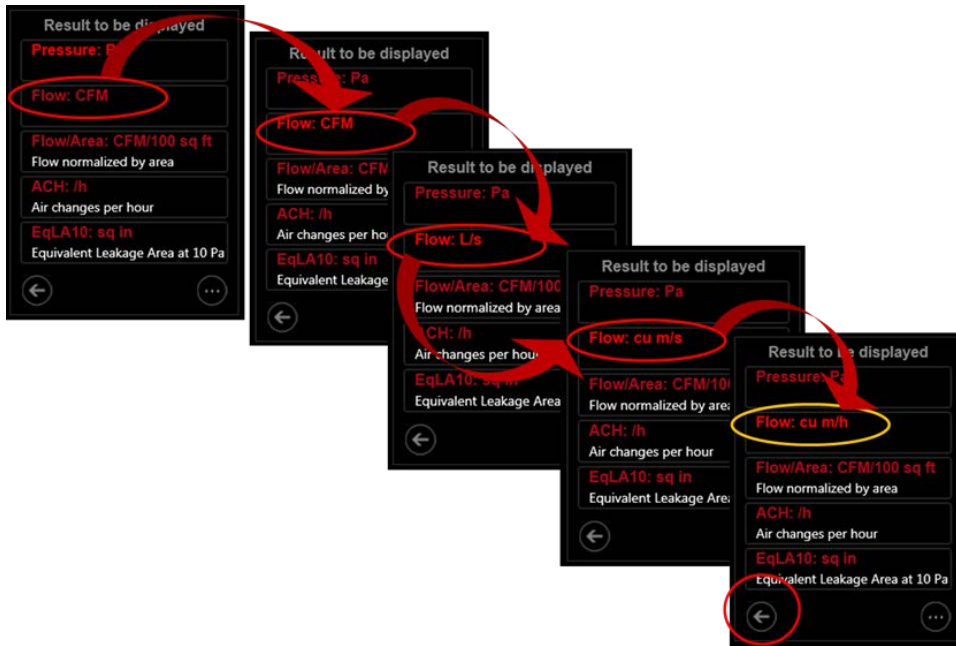 Result to be displayed
Pressure:
Flow: CFM
Flow/Area: CFM/100 sq ft
Flow normalized by area
ACH: /h
Air changes per hour
EqLA10: sq in
Equivalent Leakage Area at 10 Pa
Result to be displayed
Pressure: Pa
Flow: CFM
Flow/Area: CFM
Flow normalized by
ACH: /h
Air changes per hou
EqLA10: sq in
Equivalent Leakage
Result to be displayed
Pressure: Pa
Flow: L/s
Flow/Area: CFM/100
Flow normalized by area
ACH: /h
Air changes per hour
EqLA10: sq in
Equivalent Leakage Area
Result to be displayed
Pressure: Pa
Flow: cu m/s
Flow/Area: CFM/10
Flow normalized by area
ACH: /h
Air changes per hour
EqLA10: sq in
Equivalent Leakage Area
Result to be displayed
Pressure: Pa
Flow: cu m/h
Flow/Area: CFM/100 sq ft
Flow normalized by area
ACH: /h
Air changes per hour
EqLA10: sq in
Equivalent Leakage Area at 10 Pa